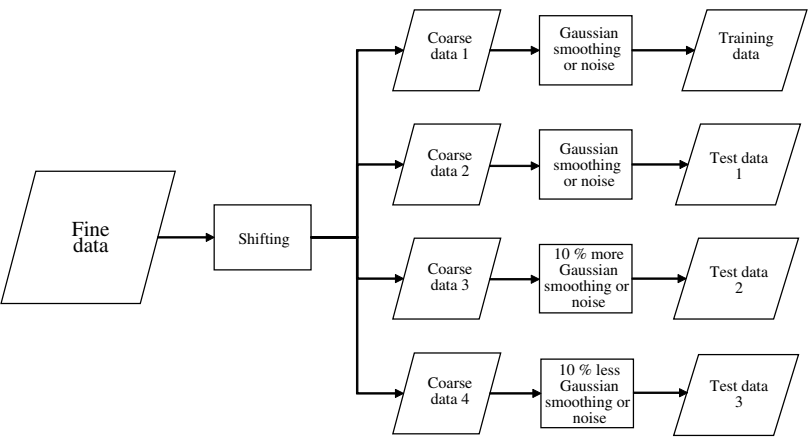 Fine
data
Shifting
Coarse
data 1
Gaussian
smoothing
or noise
Training
data
Coarse
data 2
Gaussian
smoothing
or noise
Test data
1
Coarse
data 3
10 % more
Gaussian
smoothing or
noise
Test data
2
Coarse
data 4
10 % less
Gaussian
smoothing or
noise
Test data
3